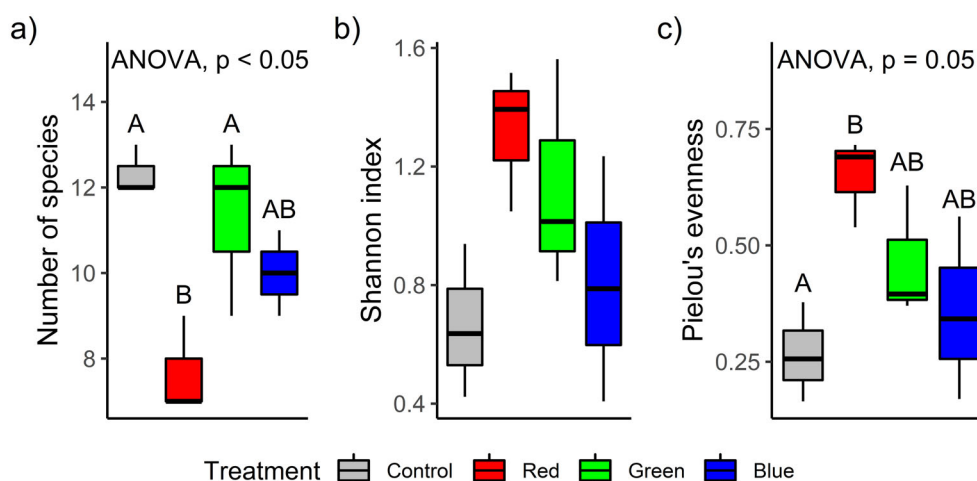 a)
ANOVA, p < 0.05
Number of species
14
12
10
8
A
B
A
AB
b)
Shannon index
1.6
1.2
0.8
0.4
c)
ANOVA, p = 0.05
Pielou's evenness
0.75
0.50
0.25
A
B
AB
AB
Treatment Control Red Green Blue